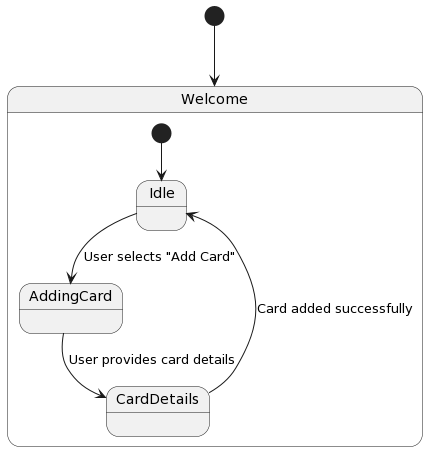 Welcome
Idle
User selects "Add Card"
AddingCard
Card added successfully
User provides card details
CardDetails